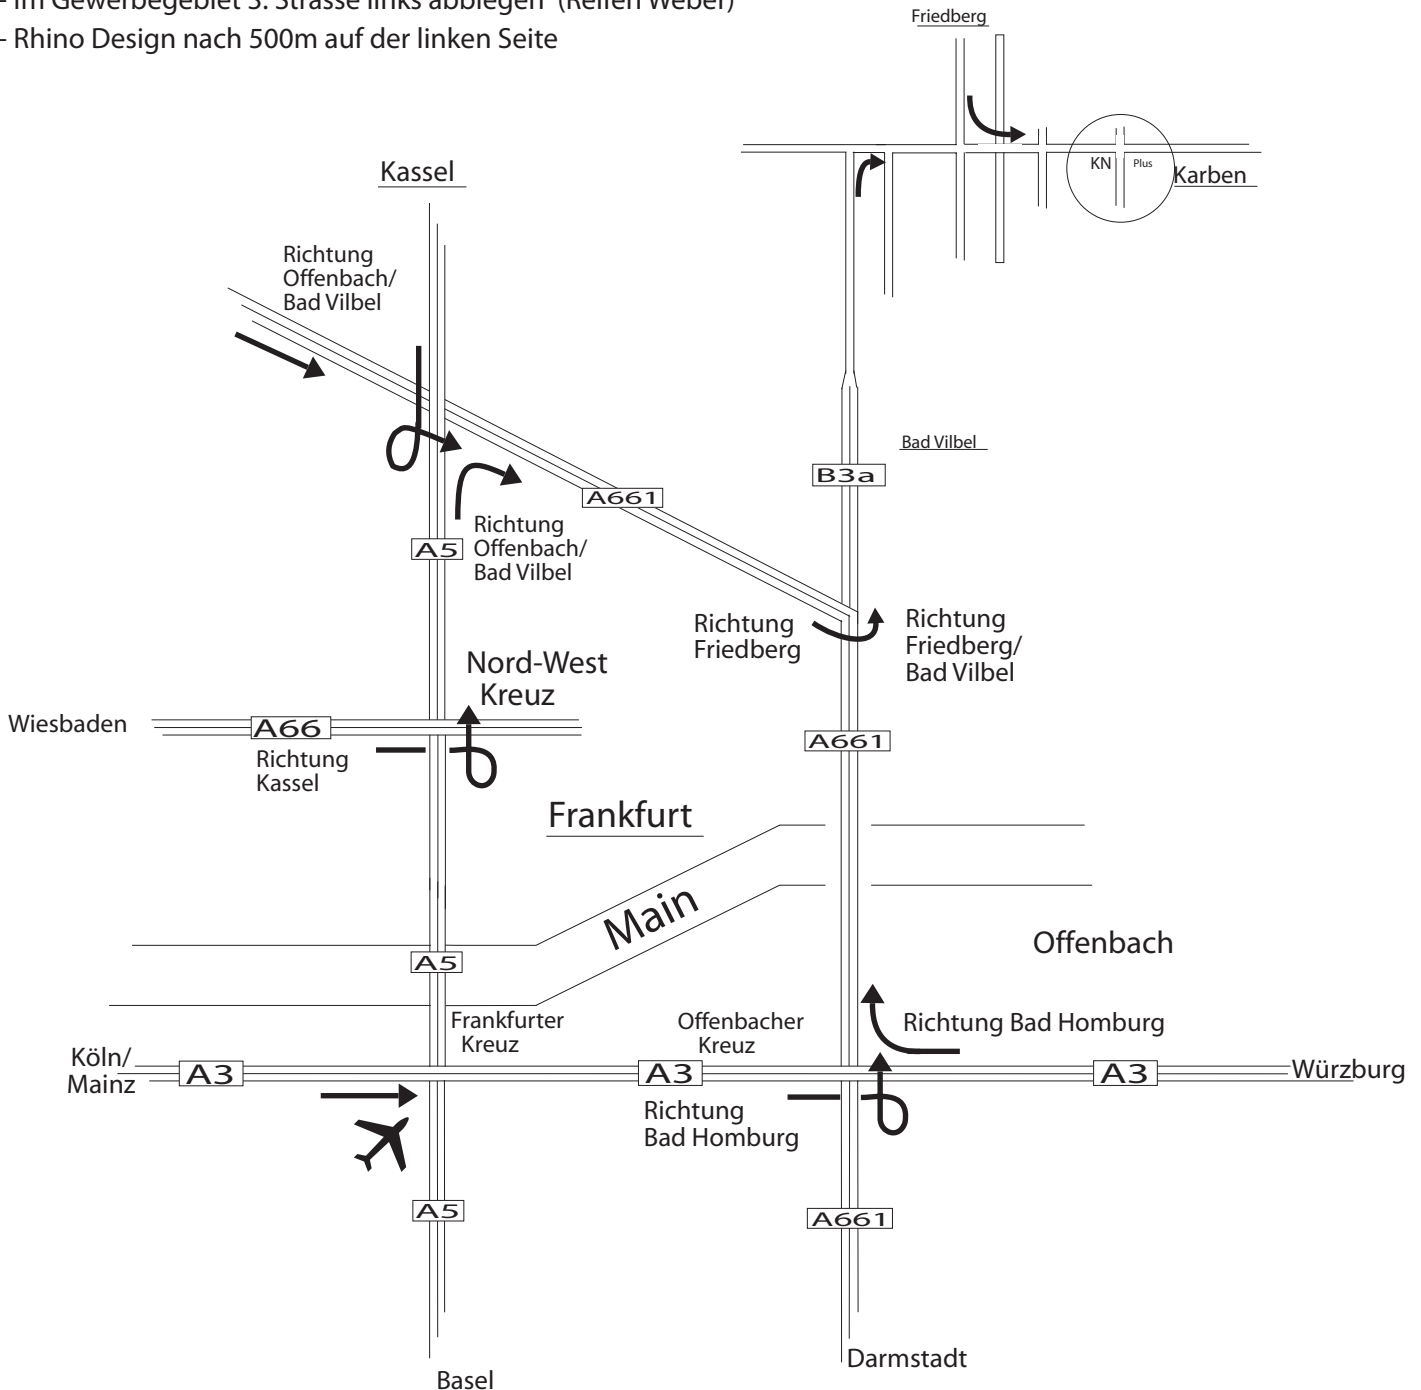 - Im Gewerbegebiet 3. Strasse links abbiegen (Reifen Weber)
- Rhino Design nach 500m auf der linken Seite
Friedberg
KN
Plus
Karben
Kassel
Richtung
Offenbach/
Bad Vilbel
Bad Vilbel
B3a
A661
Richtung
Offenbach/
Bad Vilbel
A5
Richtung
Friedberg
Richtung
Friedberg/
Bad Vilbel
Nord-West
Kreuz
Wiesbaden
A66
Richtung
Kassel
A661
Frankfurt
Main
Offenbach
A5
Frankfurter
Kreuz
Offenbacher
Kreuz
Richtung Bad Homburg
Köln/
Mainz
A3
A3
A3
Würzburg
Richtung
Bad Homburg
A5
A661
Darmstadt
Basel